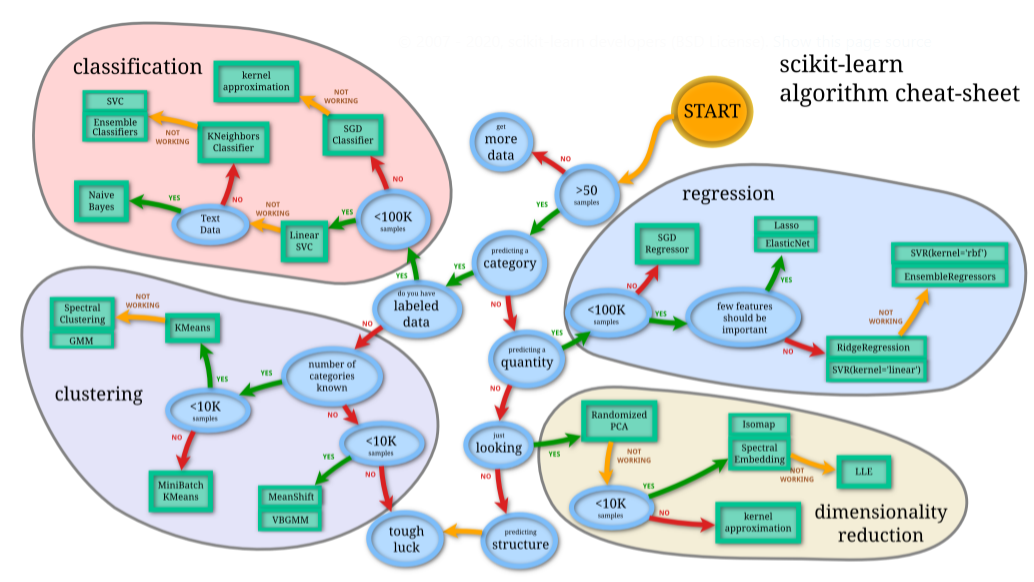 scikit-learn
algorithm cheat-sheet
START
get
more
data
NO
>50
samples
YES
predicting a
category
YES
NO
do you have
labeled
data
YES
NO
predicting a
quantity
YES
NO
just
looking
YES
NO
predicting
structure
tough
luck
classification
kernel
approximation
NOT
WORKING
SGD
Classifier
NO
<100K
samples
YES
Linear
SVC
NOT
WORKING
Text
Data
YES
Naive
Bayes
NO
KNeighbors
Classifier
NOT
WORKING
SVC
Ensemble
Classifiers
regression
SGD
Regressor
NO
<100K
samples
YES
few features
should be
important
YES
Lasso
ElasticNet
NO
RidgeRegression
SVR(kernel='linear')
NOT
WORKING
SVR(kernel='rbf')
EnsembleRegressors
clustering
number of
categories
known
YES
NO
<10K
samples
YES
KMeans
NOT
WORKING
Spectral
Clustering
GMM
NO
MiniBatch
KMeans
<10K
samples
YES
MeanShift
VBGMM
NO
dimensionality
reduction
Randomized
PCA
NOT
WORKING
<10K
samples
YES
Isomap
Spectral
Embedding
NOT
WORKING
LLE
NO
kernel
approximation